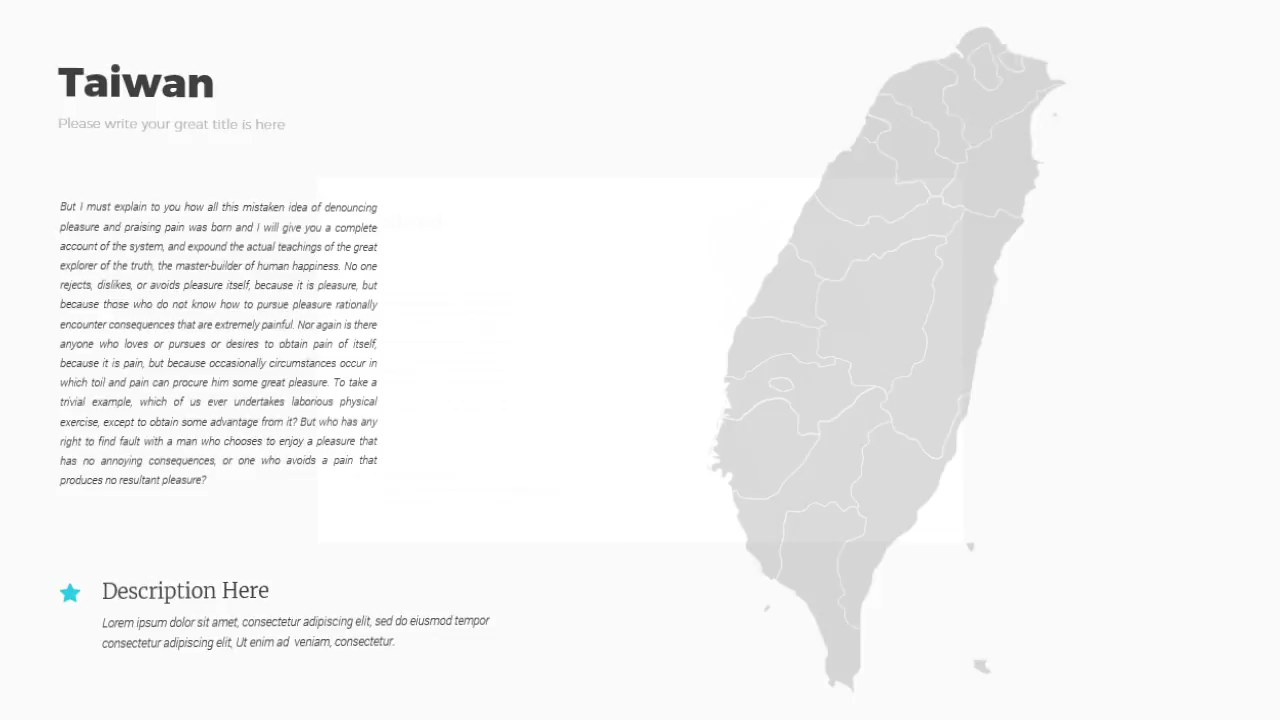 Taiwan
Please write your great title is here
But I must explain to you how all this mistaken idea of denouncing
pleasure and praising pain was born and I will give you a complete
account of the system, and expound the actual teachings of the great
explorer of the truth, the master-builder of human happiness. No one
rejects, dislikes, or avoids pleasure itself, because it is pleasure, but
because those who do not know how to pursue pleasure rationally
encounter consequences that are extremely painful. Nor again is there
anyone who loves or pursues or desires to obtain pain of itself,
because it is pain, but because occasionally circumstances occur in
which toil and pain can procure him some great pleasure. To take a
trivial example, which of us ever undertakes laborious physical
exercise, except to obtain some advantage from it? But who has any
right to find fault with a man who chooses to enjoy a pleasure that
has no annoying consequences, or one who avoids a pain that
produces no resultant pleasure?
Description Here
Lorem ipsum dolor sit amet, consectetur adipiscing elit, sed do eiusmod tempor
consectetur adipiscing elit, Ut enim ad veniam, consectetur.